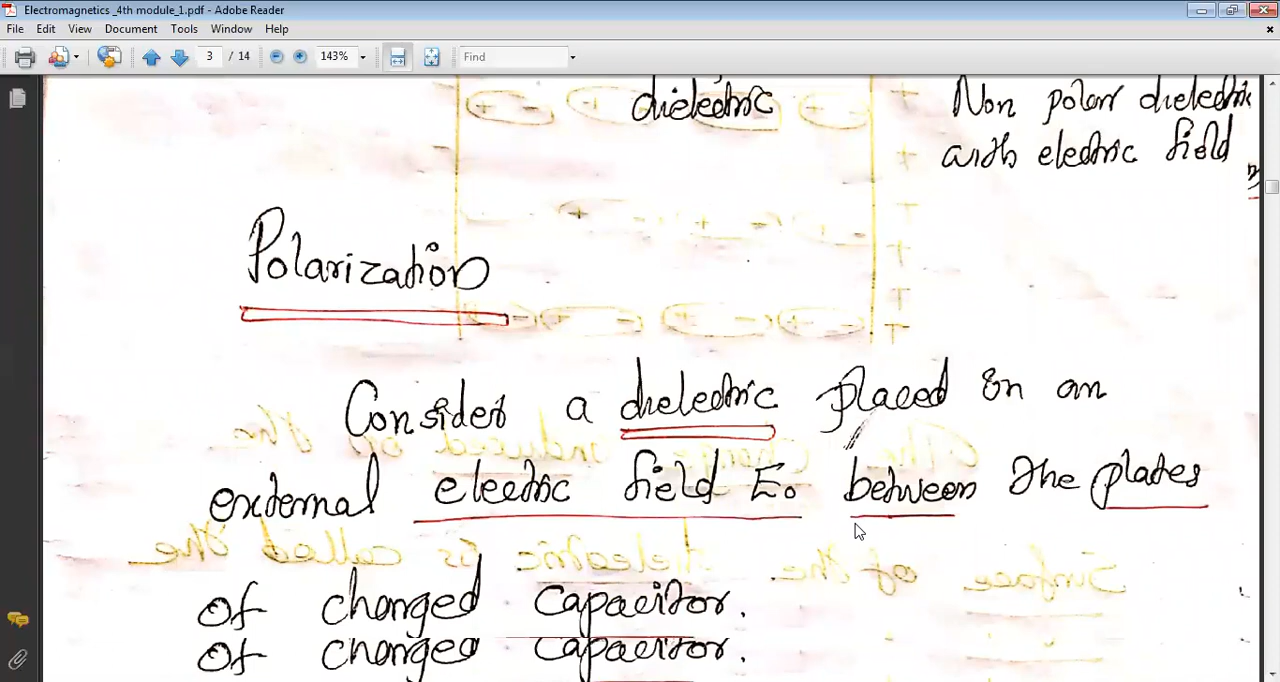 Electromagnetics _4th module_1.pdf - Adobe Reader
File Edit View Document Tools Window Help
3 / 14 143% Find
dielectric
Non polar dielectric
with electric field
Polarization
Consider a dielectric placed in an
external electric field E₀ between the plates
of changed capacitor.
of changed capacitor.